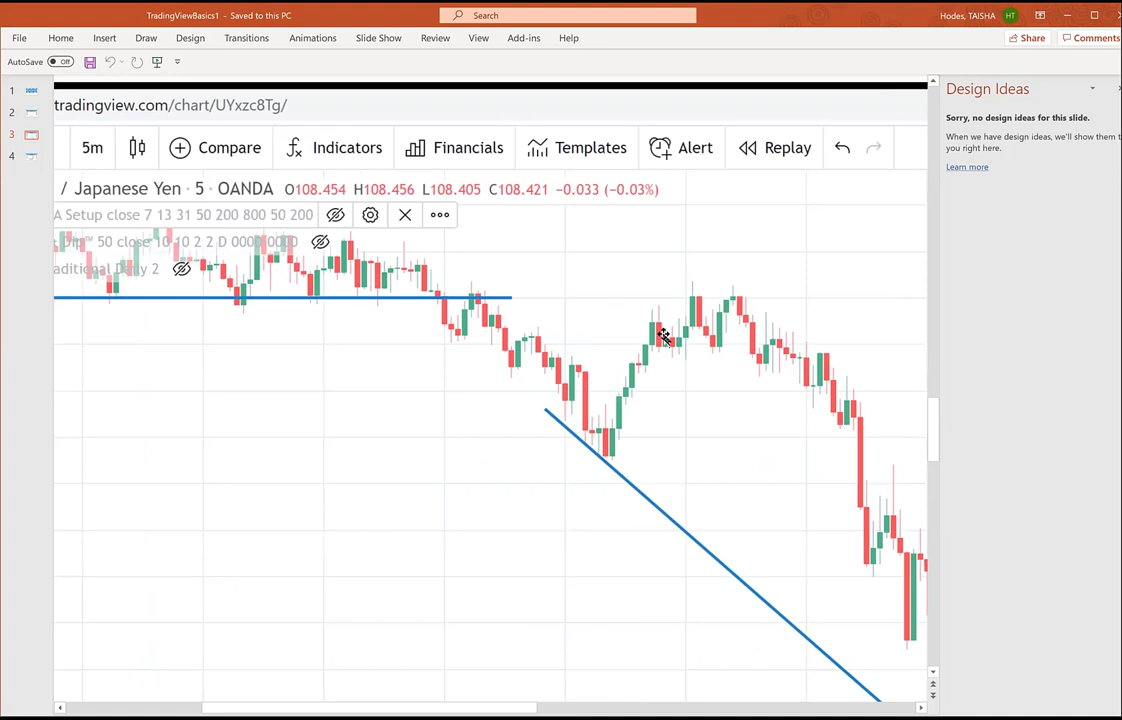 TradingViewBasics1 - Saved to this PC
Search
Hodes, TAISHA HT
File Home Insert Draw Design Transitions Animations Slide Show Review View Add-ins Help
Share Comments
AutoSave Off
1
2
3
4
tradingview.com/chart/UYxzc8Tg/
5m Compare Indicators Financials Templates Alert Replay
/ Japanese Yen · 5 · OANDA O108.454 H108.456 L108.405 C108.421 −0.033 (−0.03%)
A Setup close 7 13 31 50 200 800 50 200
Dip™ 50 close 10 10 2 2 D 0000 0000
aditional Daily 2
Design Ideas
Sorry, no design ideas for this slide.
When we have design ideas, we'll show them t
you right here.
Learn more